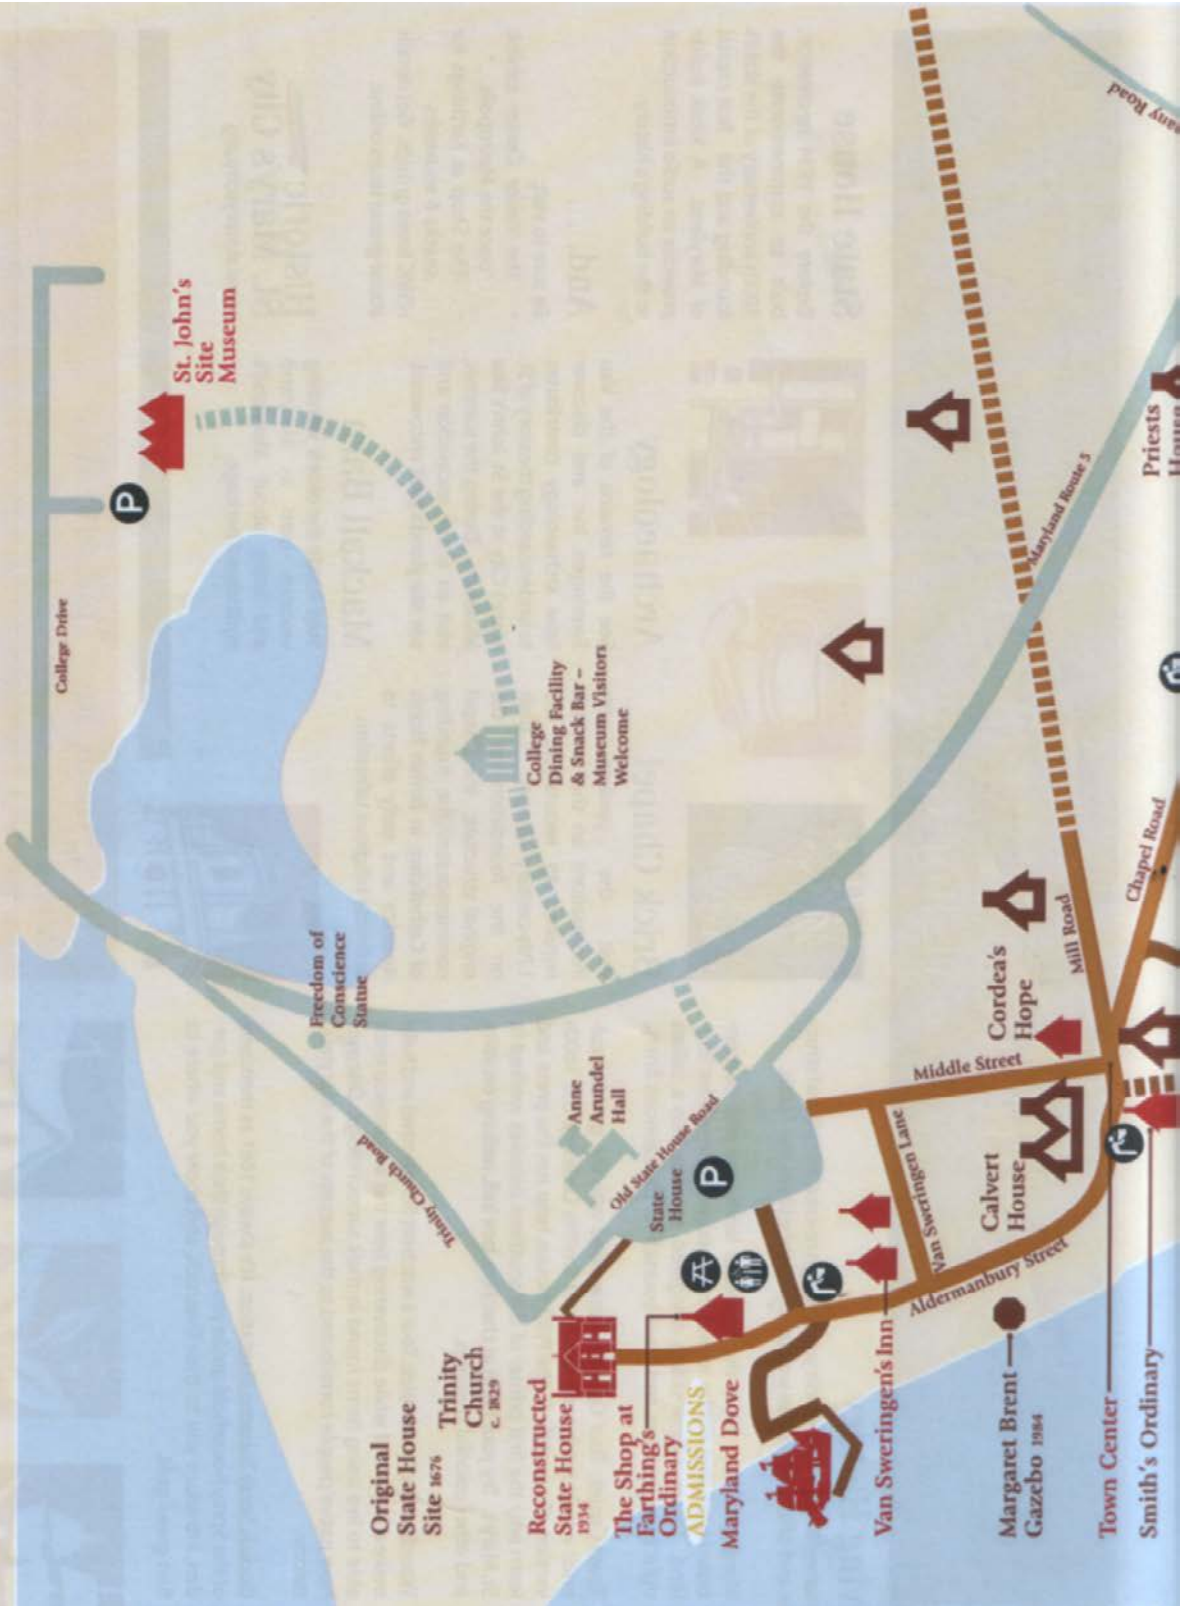 College Drive
P
St. John's
Site
Museum
College
Dining Facility
& Snack Bar –
Museum Visitors
Welcome
Freedom of
Conscience
Statue
Anne
Arundel
Hall
Trinity Church Road
Old State House Road
State
House
P
Original
State House
Site 1676
Trinity
Church
c. 1829
Reconstructed
State House
1934
The Shop at
Farthing's
Ordinary
ADMISSIONS
Maryland Dove
Van Sweringen's Inn
Margaret Brent
Gazebo 1984
Town Center
Smith's Ordinary
Aldermanbury Street
Van Sweringen Lane
Calvert
House
Middle Street
Cordea's
Hope
Mill Road
Chapel Road
Maryland Route 5
Priests
House
Road